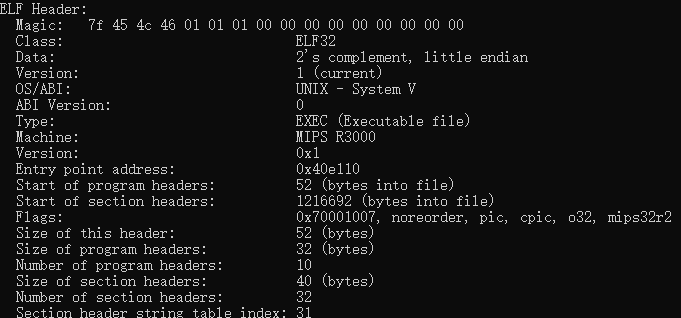 ELF Header:
  Magic:   7f 45 4c 46 01 01 01 00 00 00 00 00 00 00 00 00
  Class:                             ELF32
  Data:                              2's complement, little endian
  Version:                           1 (current)
  OS/ABI:                            UNIX - System V
  ABI Version:                       0
  Type:                              EXEC (Executable file)
  Machine:                           MIPS R3000
  Version:                           0x1
  Entry point address:               0x40e110
  Start of program headers:          52 (bytes into file)
  Start of section headers:          1216692 (bytes into file)
  Flags:                             0x70001007, noreorder, pic, cpic, o32, mips32r2
  Size of this header:               52 (bytes)
  Size of program headers:           32 (bytes)
  Number of program headers:         10
  Size of section headers:           40 (bytes)
  Number of section headers:         32
  Section header string table index: 31